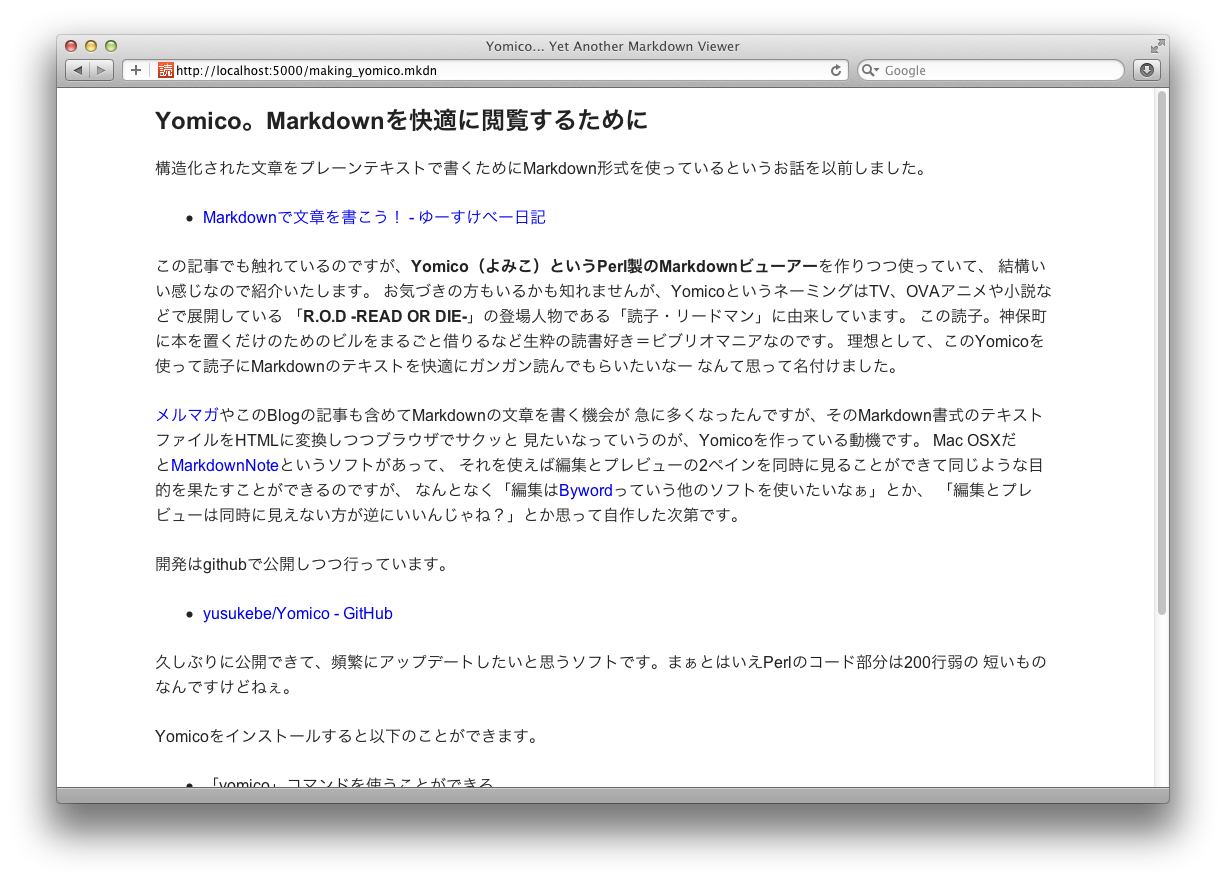 Yomico... Yet Another Markdown Viewer
読 http://localhost:5000/making_yomico.mkdn
Google
Yomico。Markdownを快適に閲覧するために
構造化された文章をプレーンテキストで書くためにMarkdown形式を使っているというお話を以前しました。
• Markdownで文章を書こう！ - ゆーすけべー日記
この記事でも触れているのですが、Yomico（よみこ）というPerl製のMarkdownビューアーを作りつつ使っていて、 結構い
い感じなので紹介いたします。 お気づきの方もいるかも知れませんが、YomicoというネーミングはTV、OVAアニメや小説な
どで展開している 「R.O.D -READ OR DIE-」の登場人物である「読子・リードマン」に由来しています。 この読子。神保町
に本を置くだけのためのビルをまるごと借りるなど生粋の読書好き＝ビブリオマニアなのです。 理想として、このYomicoを
使って読子にMarkdownのテキストを快適にガンガン読んでもらいたいなー なんて思って名付けました。
メルマガやこのBlogの記事も含めてMarkdownの文章を書く機会が 急に多くなったんですが、そのMarkdown書式のテキスト
ファイルをHTMLに変換しつつブラウザでサクッと 見たいなっていうのが、Yomicoを作っている動機です。 Mac OSXだ
とMarkdownNoteというソフトがあって、 それを使えば編集とプレビューの2ペインを同時に見ることができて同じような目
的を果たすことができるのですが、 なんとなく「編集はBywordっていう他のソフトを使いたいなぁ」とか、 「編集とプレ
ビューは同時に見えない方が逆にいいんじゃね？」とか思って自作した次第です。
開発はgithubで公開しつつ行っています。
• yusukebe/Yomico - GitHub
久しぶりに公開できて、頻繁にアップデートしたいと思うソフトです。まぁとはいえPerlのコード部分は200行弱の 短いもの
なんですけどねぇ。
Yomicoをインストールすると以下のことができます。
• 「yomico」コマンドを使うことができる